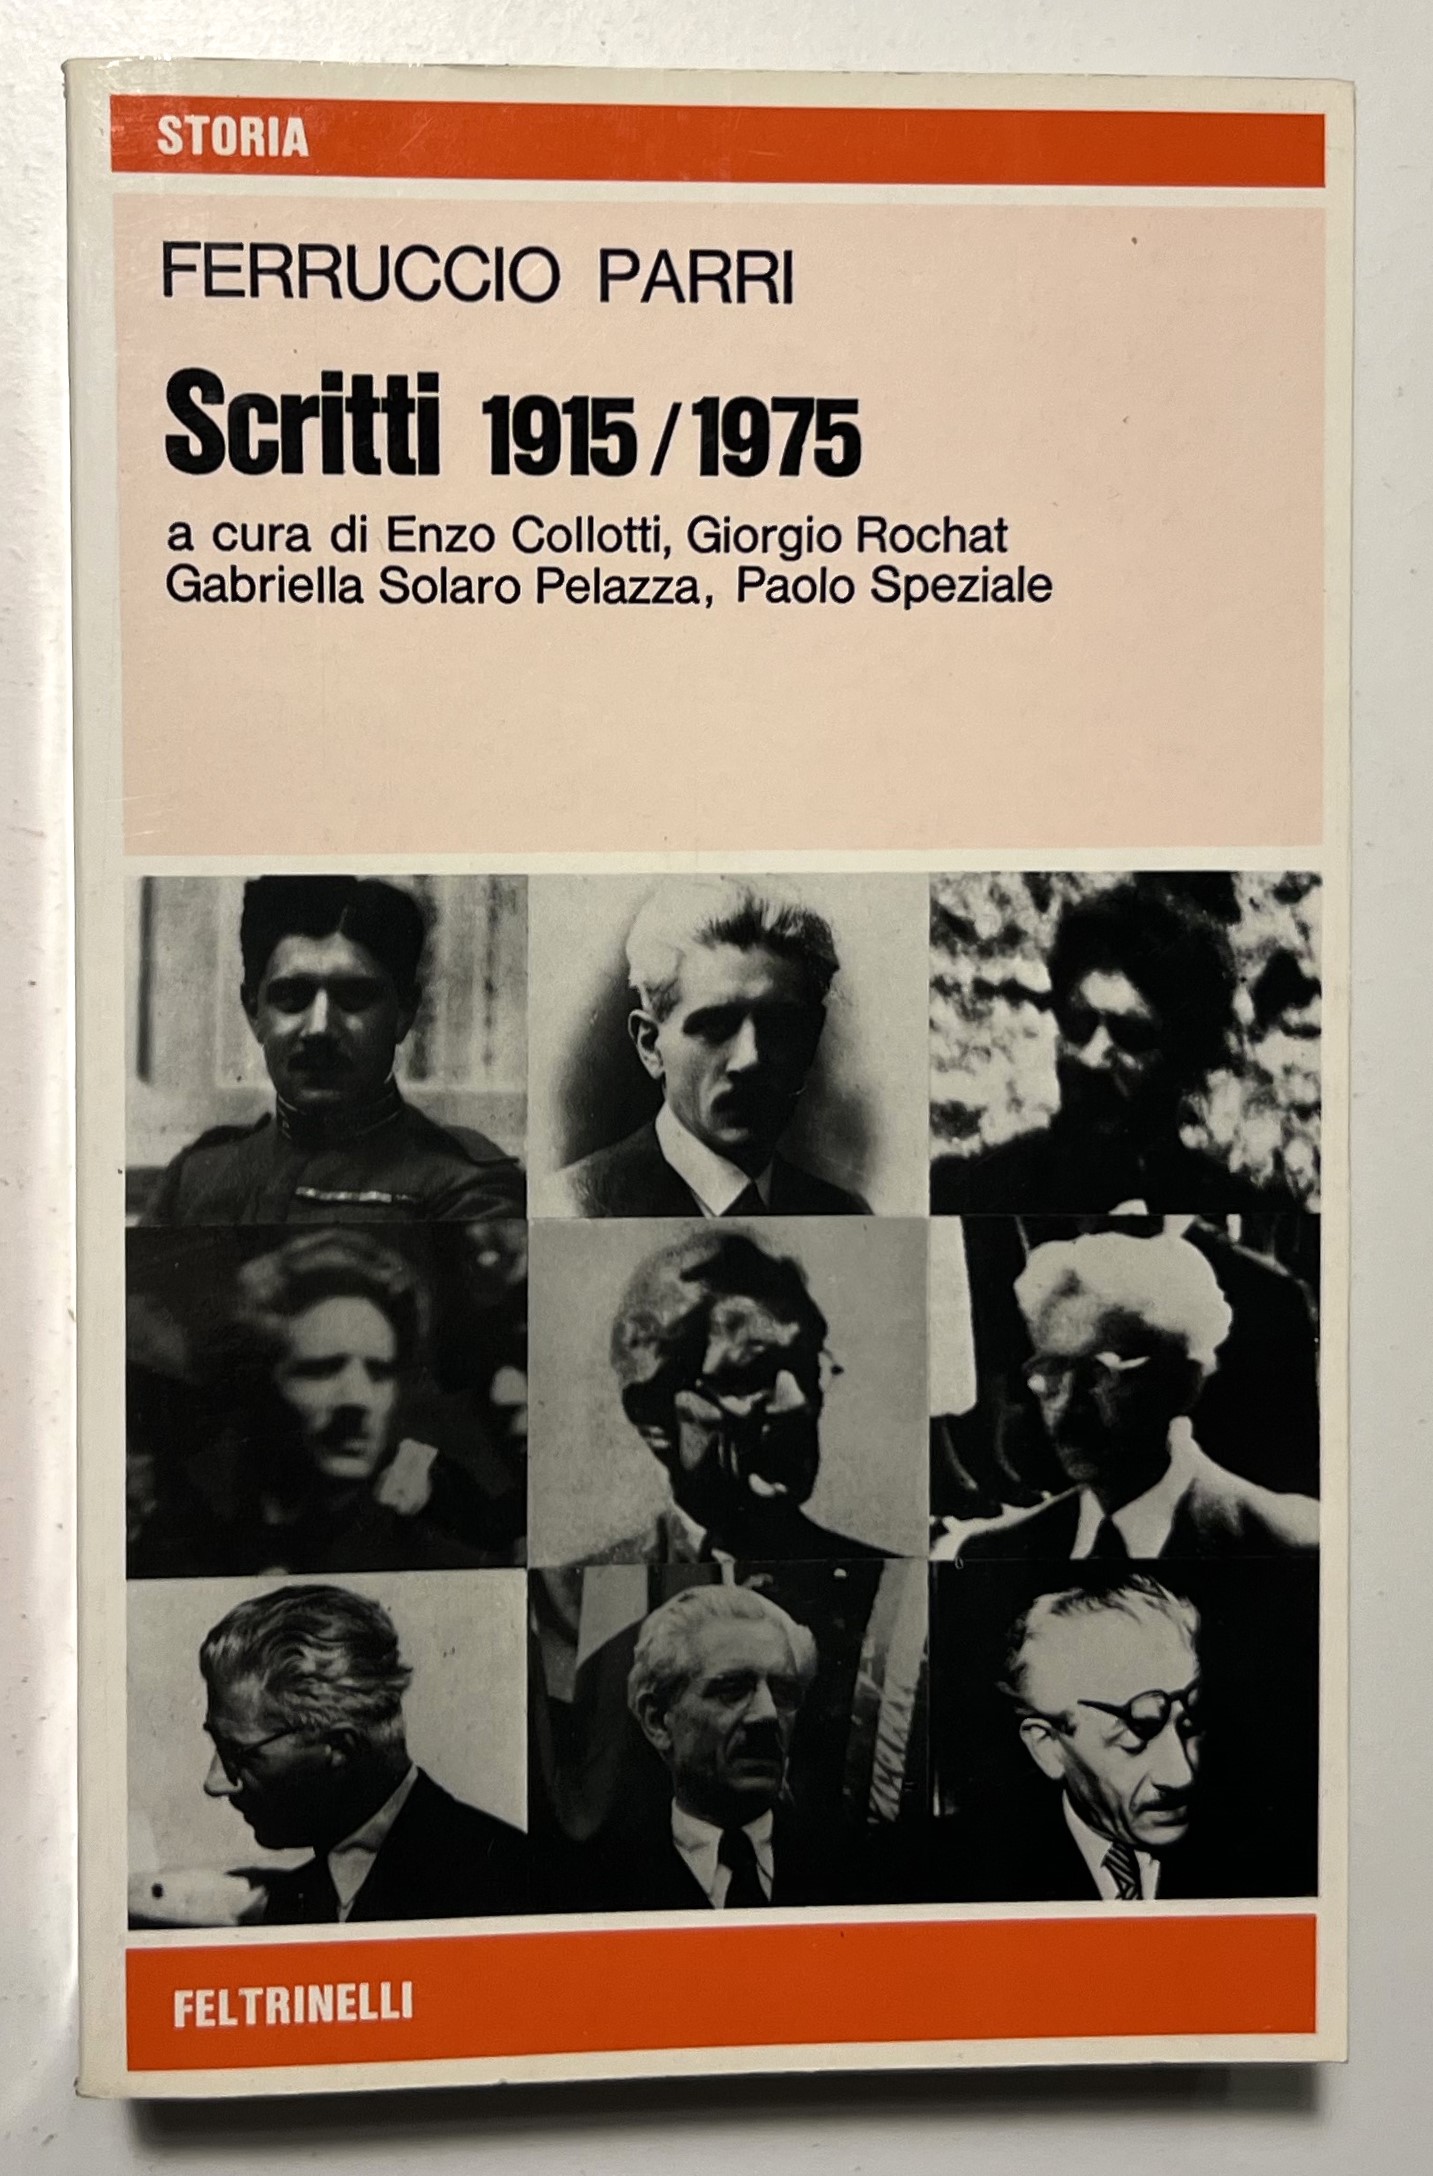 STORIA
FERRUCCIO PARRI
Scritti 1915/1975
a cura di Enzo Collotti, Giorgio Rochat
Gabriella Solaro Pelazza, Paolo Speziale
FELTRINELLI